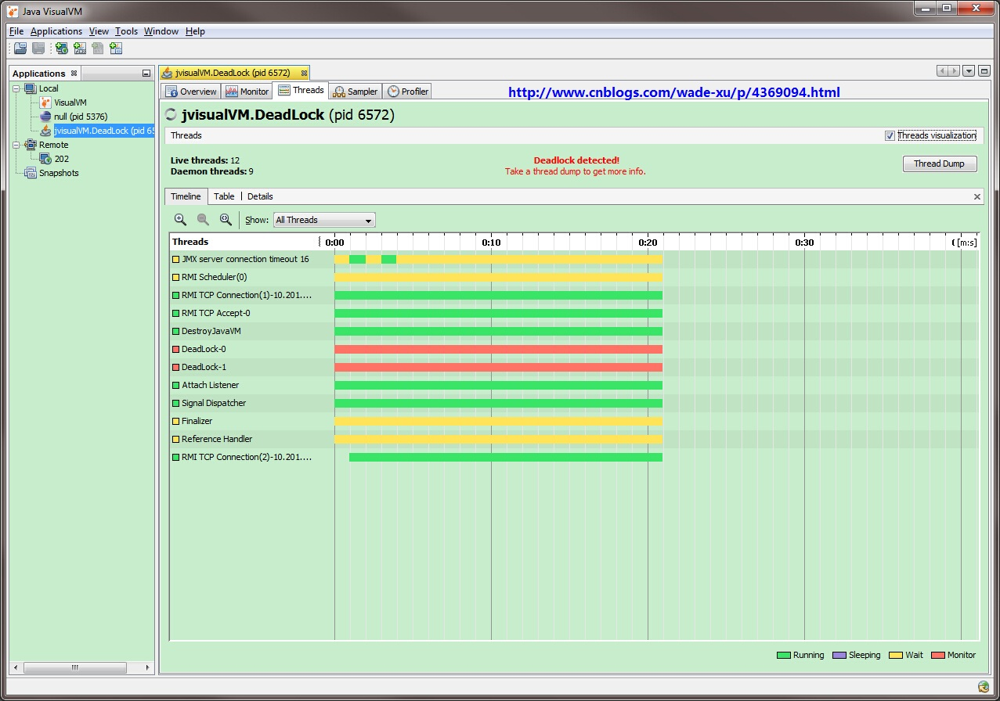 Java VisualVM
File Applications View Tools Window Help
Applications
Local
VisualVM
null (pid 5376)
jvisualVM.DeadLock (pid 65
Remote
202
Snapshots
jvisualVM.DeadLock (pid 6572)
Overview Monitor Threads Sampler Profiler
http://www.cnblogs.com/wade-xu/p/4369094.html
jvisualVM.DeadLock (pid 6572)
Threads
Threads visualization
Live threads: 12
Daemon threads: 9
Deadlock detected!
Take a thread dump to get more info.
Thread Dump
Timeline Table Details
Show: All Threads
Threads 0:00 0:10 0:20 0:30 [m:s]
JMX server connection timeout 16
RMI Scheduler(0)
RMI TCP Connection(1)-10.201....
RMI TCP Accept-0
DestroyJavaVM
DeadLock-0
DeadLock-1
Attach Listener
Signal Dispatcher
Finalizer
Reference Handler
RMI TCP Connection(2)-10.201....
Running Sleeping Wait Monitor